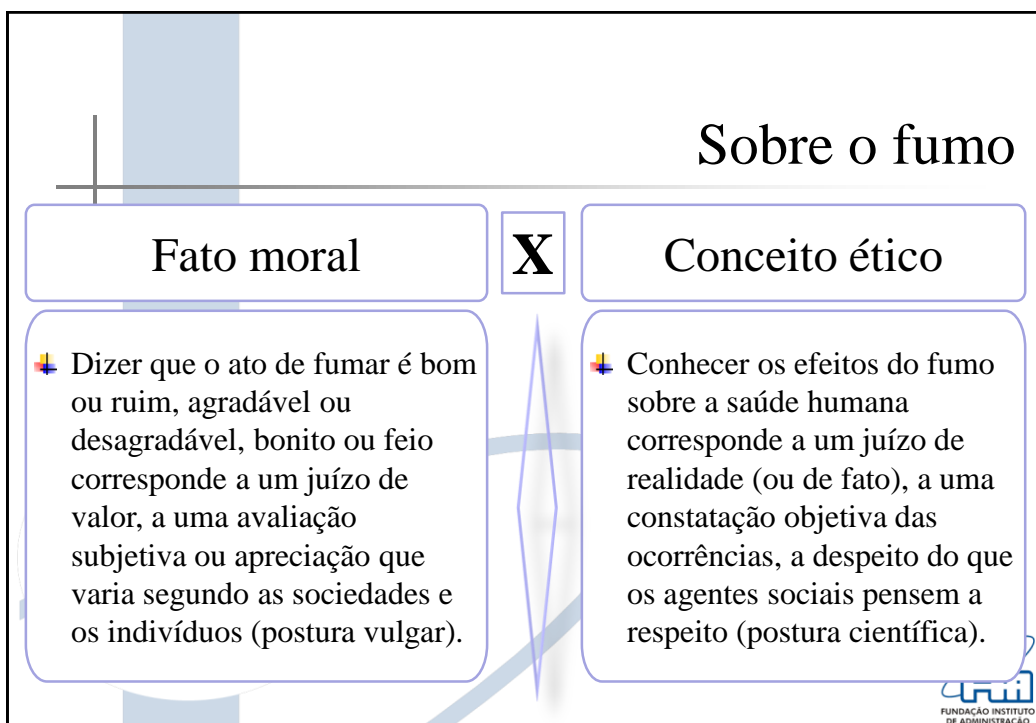 Sobre o fumo
Fato moral
X
Conceito ético
Dizer que o ato de fumar é bom
ou ruim, agradável ou
desagradável, bonito ou feio
corresponde a um juízo de
valor, a uma avaliação
subjetiva ou apreciação que
varia segundo as sociedades e
os indivíduos (postura vulgar).
Conhecer os efeitos do fumo
sobre a saúde humana
corresponde a um juízo de
realidade (ou de fato), a uma
constatação objetiva das
ocorrências, a despeito do que
os agentes sociais pensem a
respeito (postura científica).
FUNDAÇÃO INSTITUTO
DE ADMINISTRAÇÃO